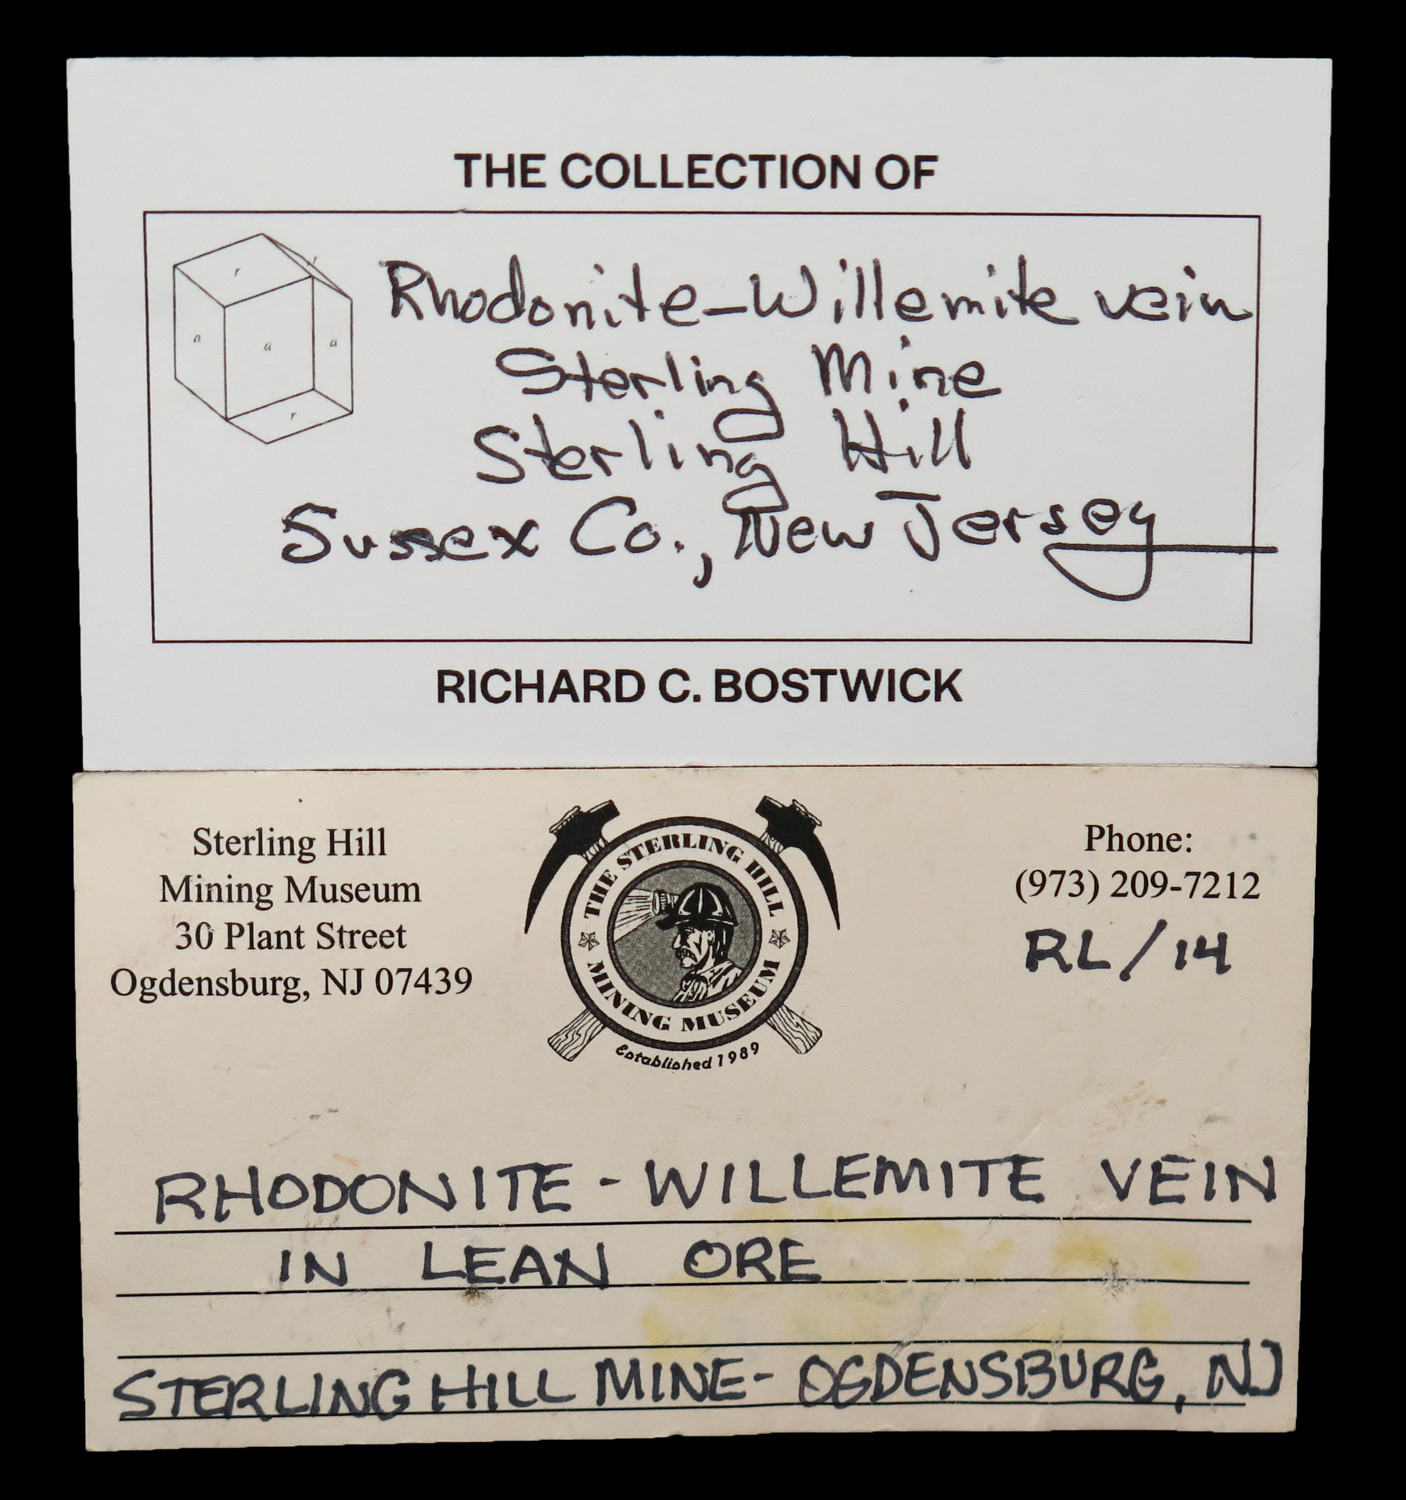 THE COLLECTION OF
r
r
n
a
a
r
Rhodonite-Willemite vein
Sterling Mine
Sterling Hill
Sussex Co., New Jersey
RICHARD C. BOSTWICK
Sterling Hill
Mining Museum
30 Plant Street
Ogdensburg, NJ 07439
THE STERLING HILL
MINING MUSEUM
Established 1989
Phone:
(973) 209-7212
RL/14
RHODONITE - WILLEMITE VEIN
IN LEAN ORE
STERLING HILL MINE - OGDENSBURG, NJ